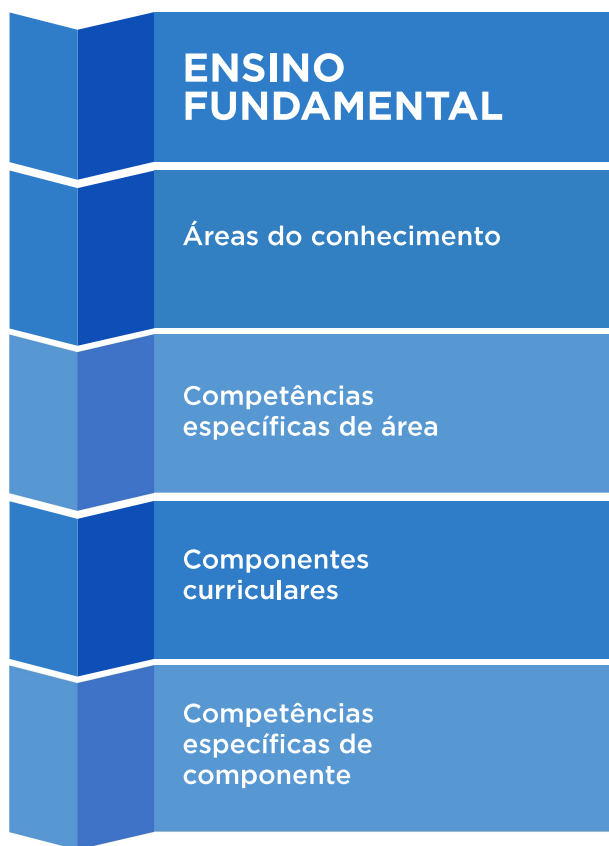 ENSINO
FUNDAMENTAL
Áreas do conhecimento
Competências
específicas de área
Componentes
curriculares
Competências
específicas de
componente